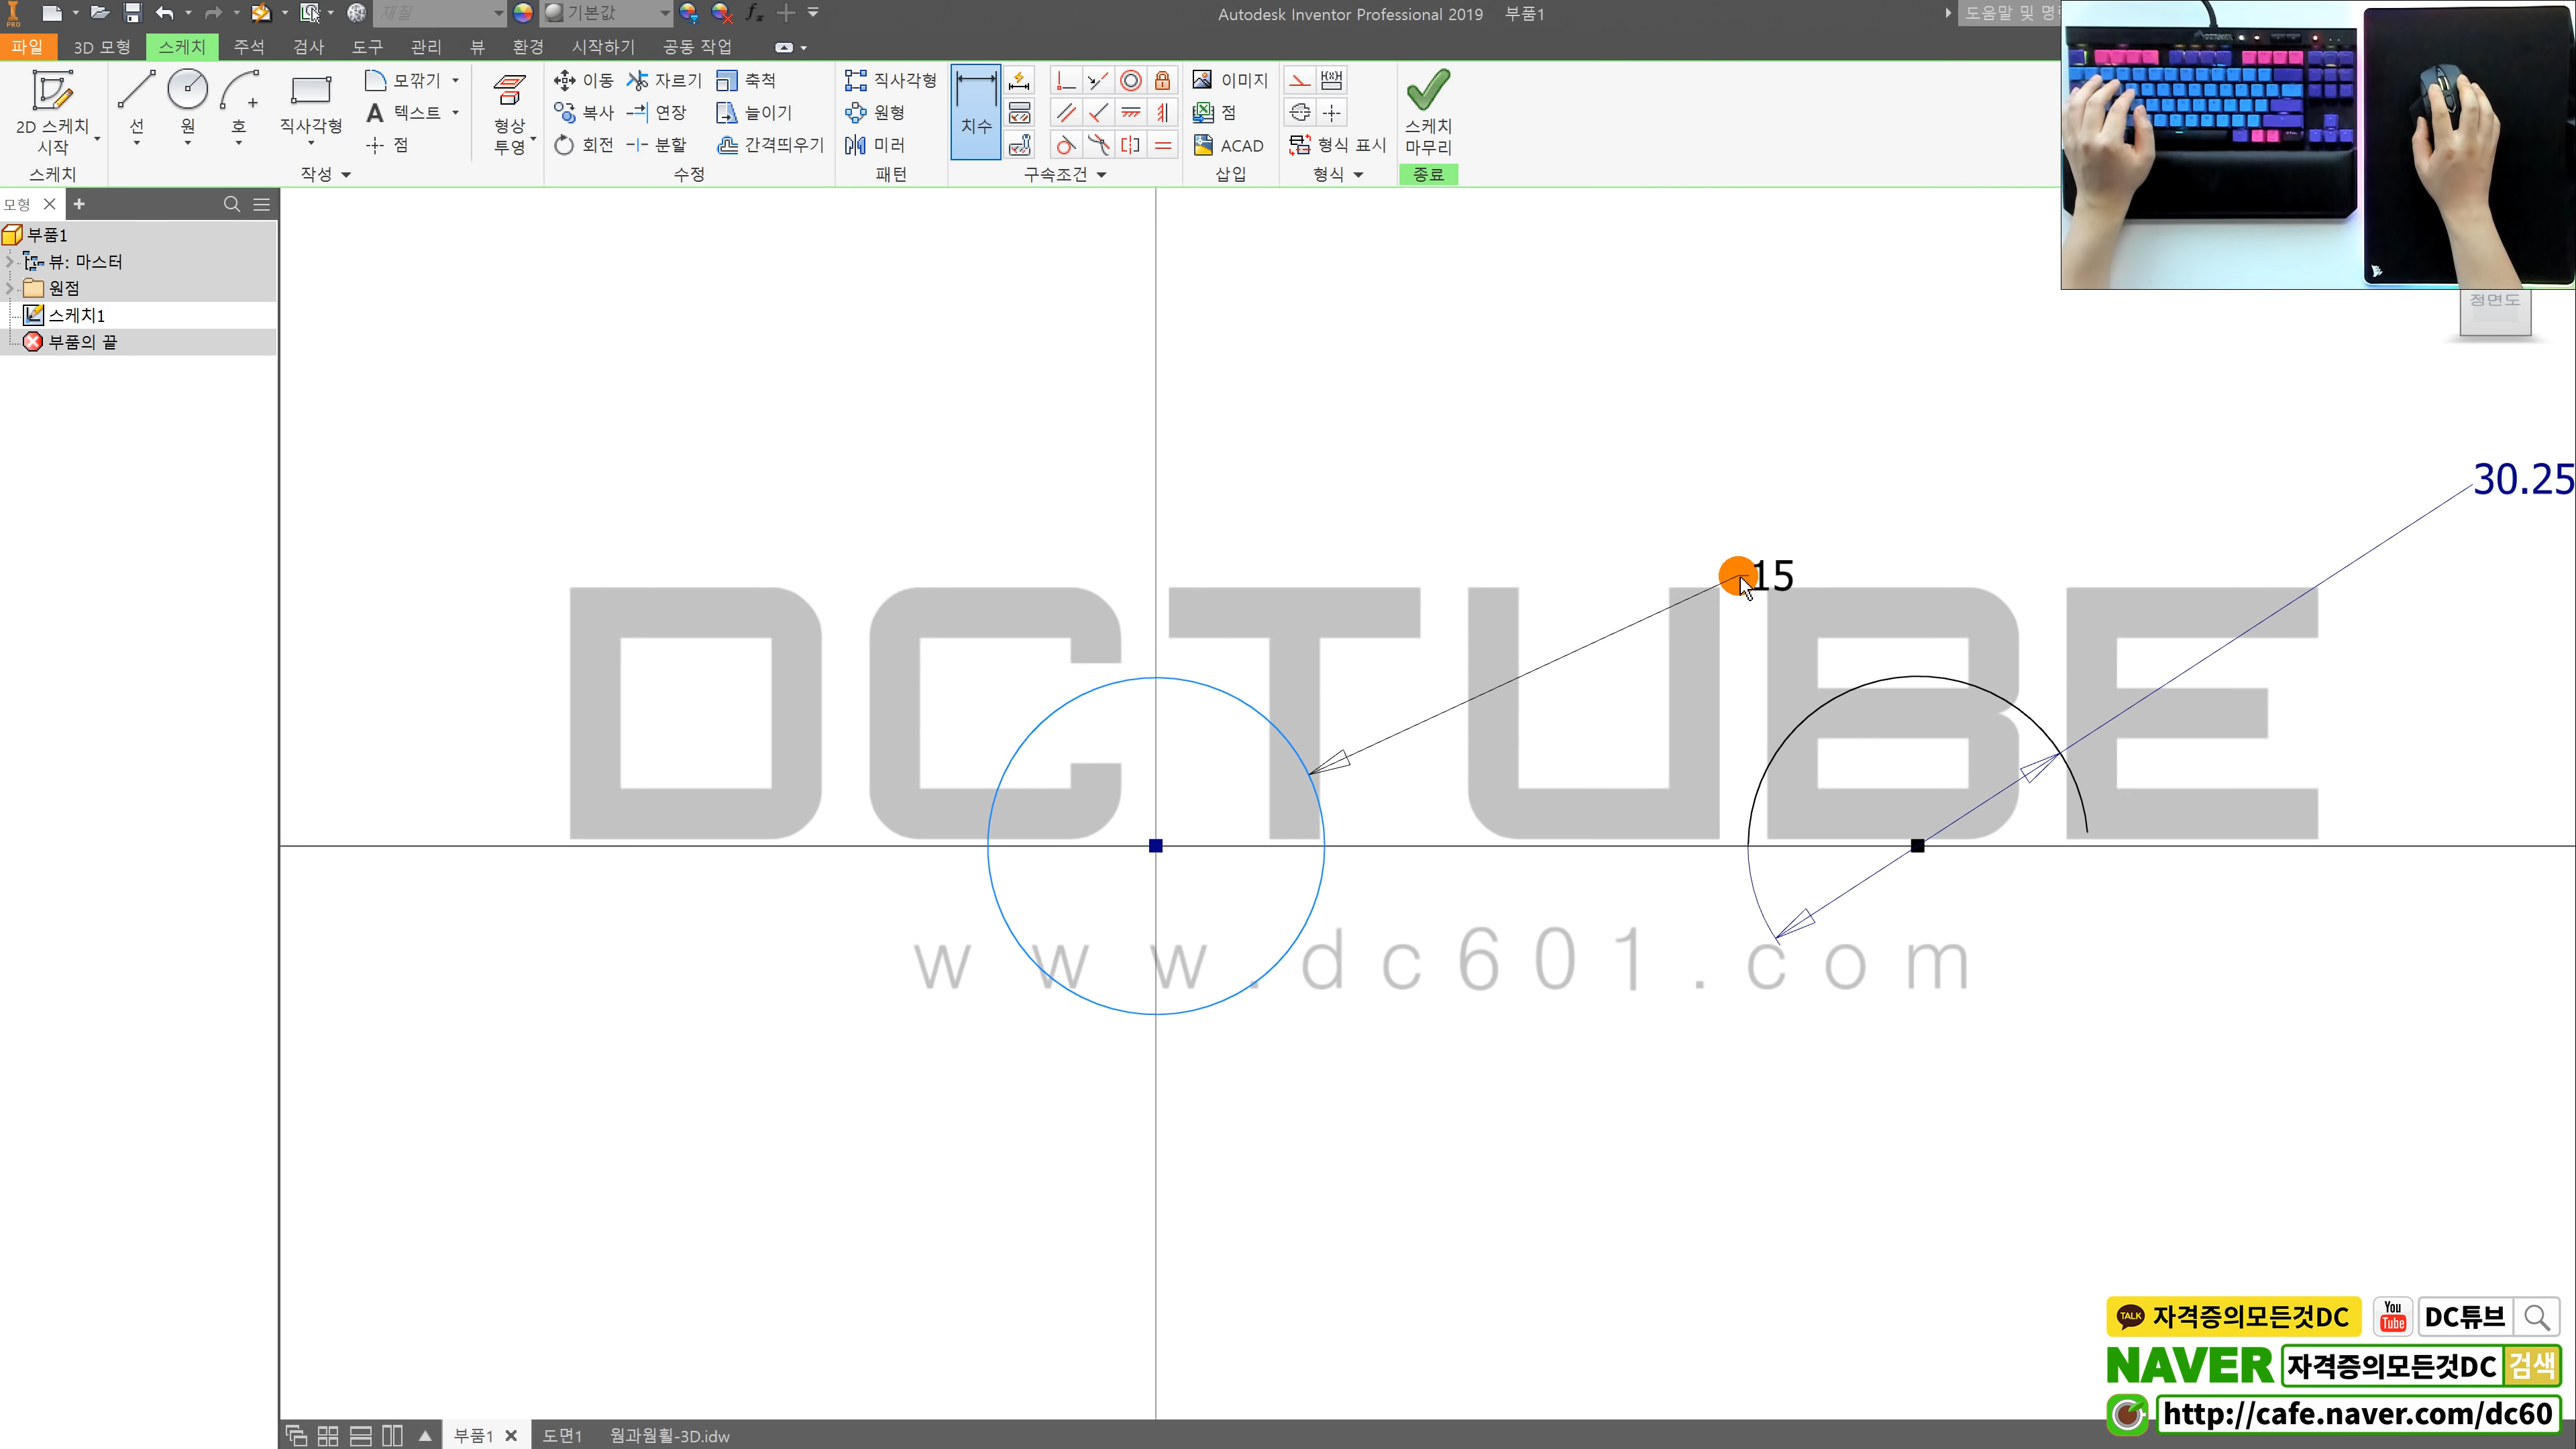 PRO
재질
기본값
fx
Autodesk Inventor Professional 2019 부품1
파일 3D 모형 스케치 주석 검사 도구 관리 뷰 환경 시작하기 공동 작업
2D 스케치 시작
선
원
호
직사각형
모깎기
텍스트
점
형상 투영
이동 자르기 축척
복사 연장 늘이기
회전 분할 간격띄우기
직사각형
원형
미러
치수
이미지
점
ACAD
형식 표시
스케치 마무리
스케치 작성 수정 패턴 구속조건 삽입 형식 종료
모형
부품1
뷰: 마스터
원점
스케치1
부품의 끝
정면도
30.25
15
DCTUBE
www.dc601.com
TALK 자격증의모든것DC You Tube DC튜브
NAVER 자격증의모든것DC 검색
http://cafe.naver.com/dc60
부품1 도면1 웜과웜휠-3D.idw